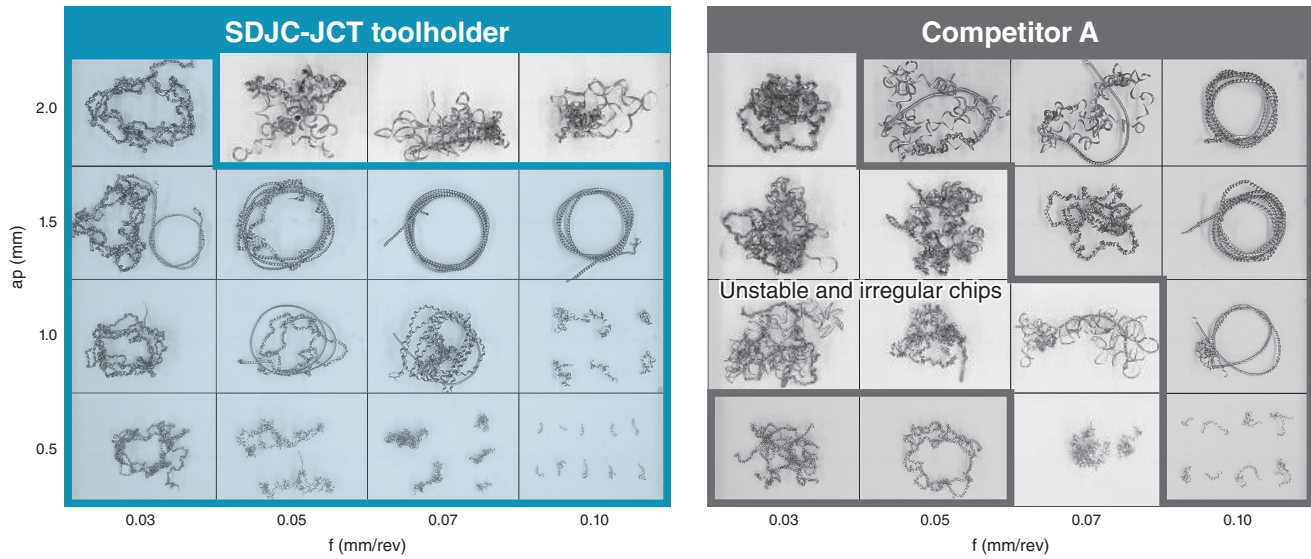 SDJC-JCT toolholder
Competitor A
2.0
1.5
ap (mm)
1.0
0.5
Unstable and irregular chips
0.03 0.05 0.07 0.10
f (mm/rev)
0.03 0.05 0.07 0.10
f (mm/rev)